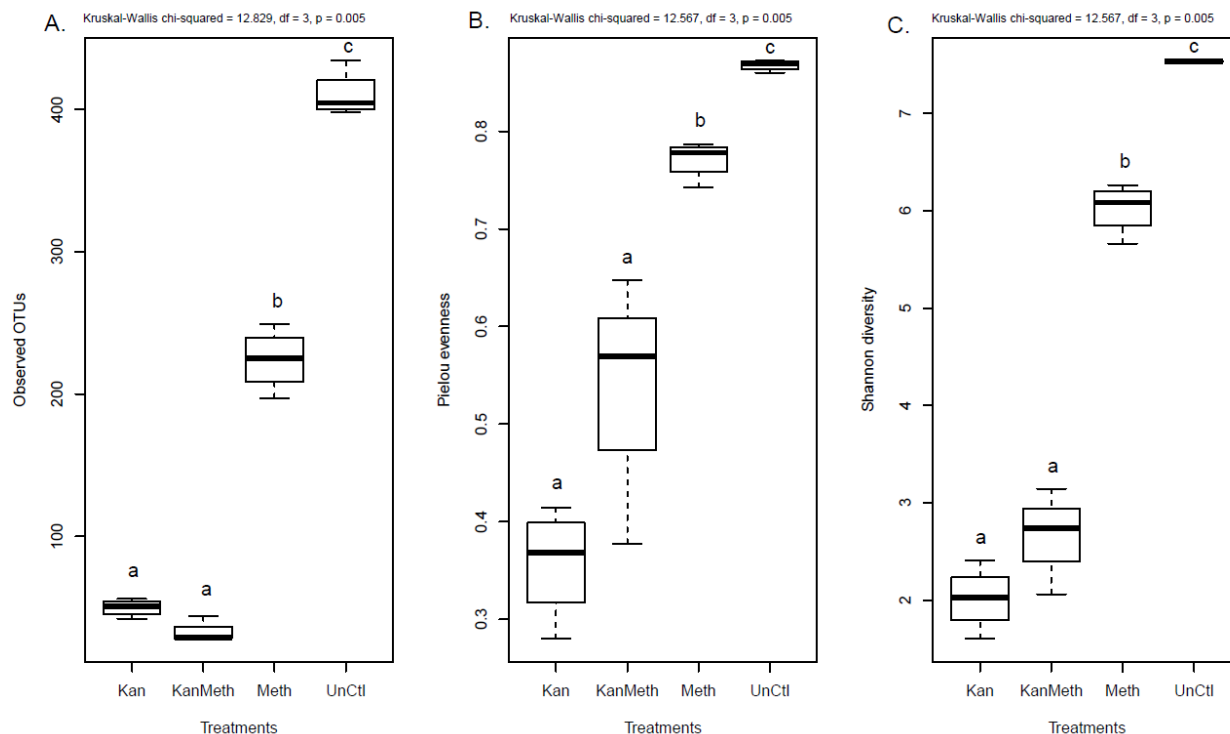 A.
Kruskal-Wallis chi-squared = 12.829, df = 3, p = 0.005
Observed OTUs
400
300
200
100
a
a
b
c
Kan KanMeth Meth UnCtl
Treatments
B.
Kruskal-Wallis chi-squared = 12.567, df = 3, p = 0.005
Pielou evenness
0.8
0.7
0.6
0.5
0.4
0.3
a
a
b
c
Kan KanMeth Meth UnCtl
Treatments
C.
Kruskal-Wallis chi-squared = 12.567, df = 3, p = 0.005
Shannon diversity
7
6
5
4
3
2
a
a
b
c
Kan KanMeth Meth UnCtl
Treatments